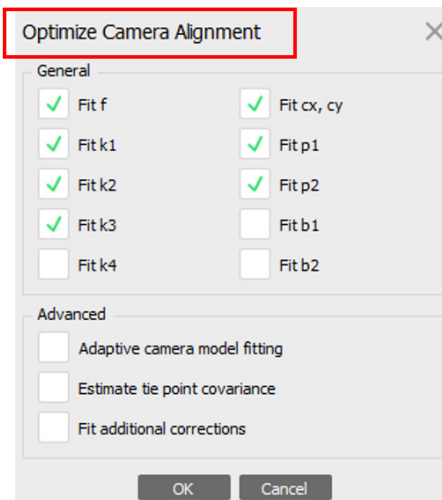 Optimize Camera Alignment
General
Fit f Fit cx, cy
Fit k1 Fit p1
Fit k2 Fit p2
Fit k3 Fit b1
Fit k4 Fit b2
Advanced
Adaptive camera model fitting
Estimate tie point covariance
Fit additional corrections
OK Cancel